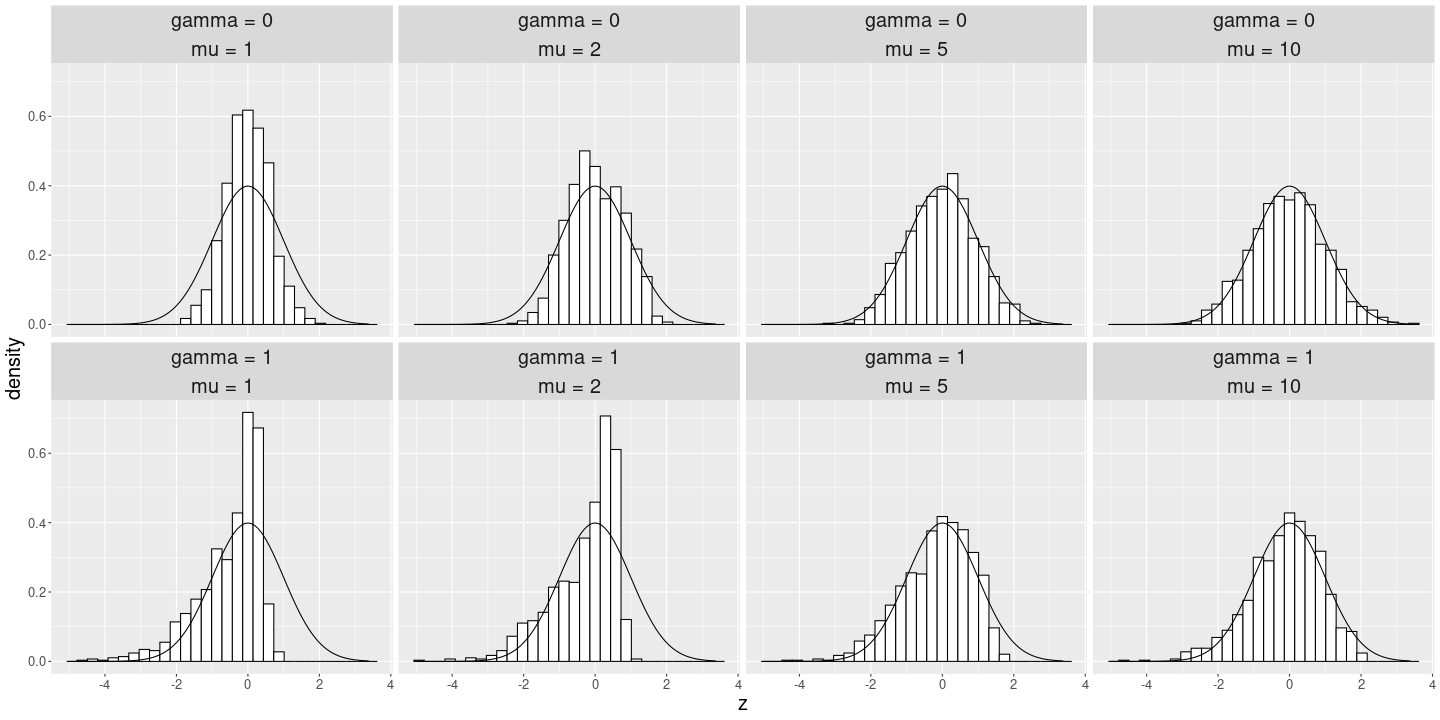 gamma = 0
mu = 1
gamma = 0
mu = 2
gamma = 0
mu = 5
gamma = 0
mu = 10
0.6
0.4
0.2
0.0
density
gamma = 1
mu = 1
gamma = 1
mu = 2
gamma = 1
mu = 5
gamma = 1
mu = 10
0.6
0.4
0.2
0.0
-4 -2 0 2 4
-4 -2 0 2 4
-4 -2 0 2 4
-4 -2 0 2 4
z